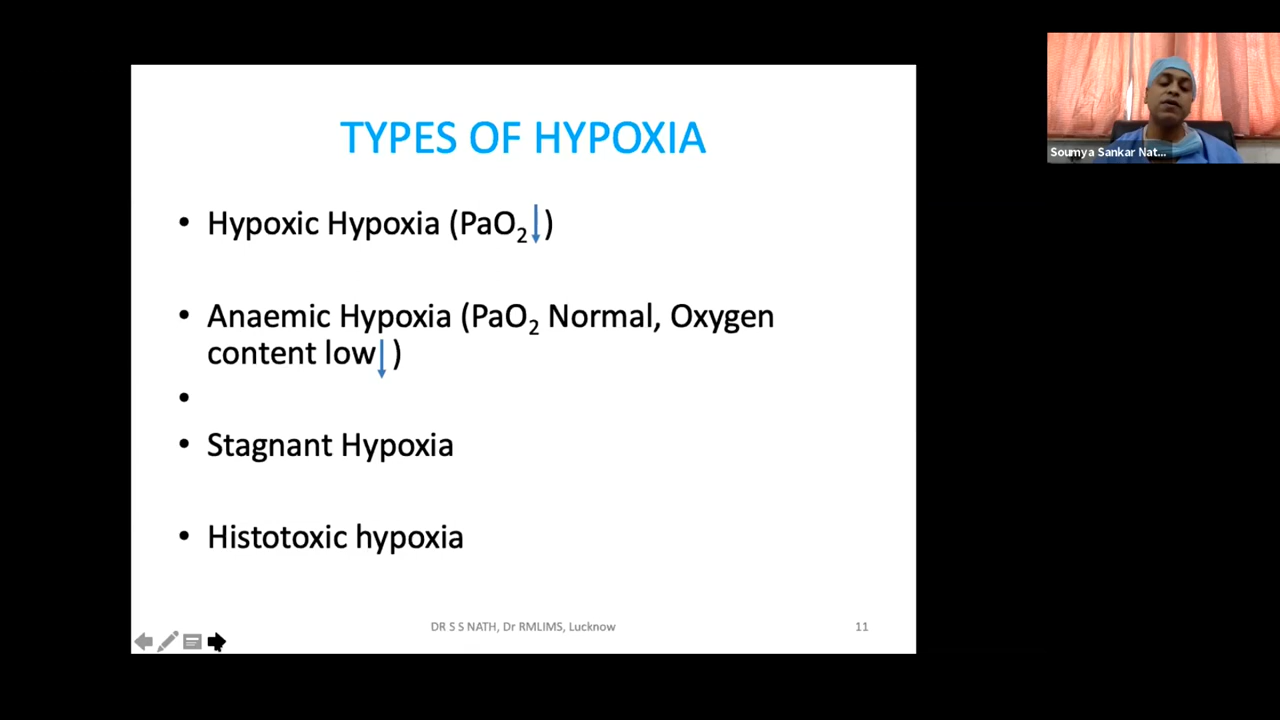 TYPES OF HYPOXIA
• Hypoxic Hypoxia (PaO₂↓)
• Anaemic Hypoxia (PaO₂ Normal, Oxygen
content low↓)
•
• Stagnant Hypoxia
• Histotoxic hypoxia
DR S S NATH, Dr RMLIMS, Lucknow
11
Soumya Sankar Nat...